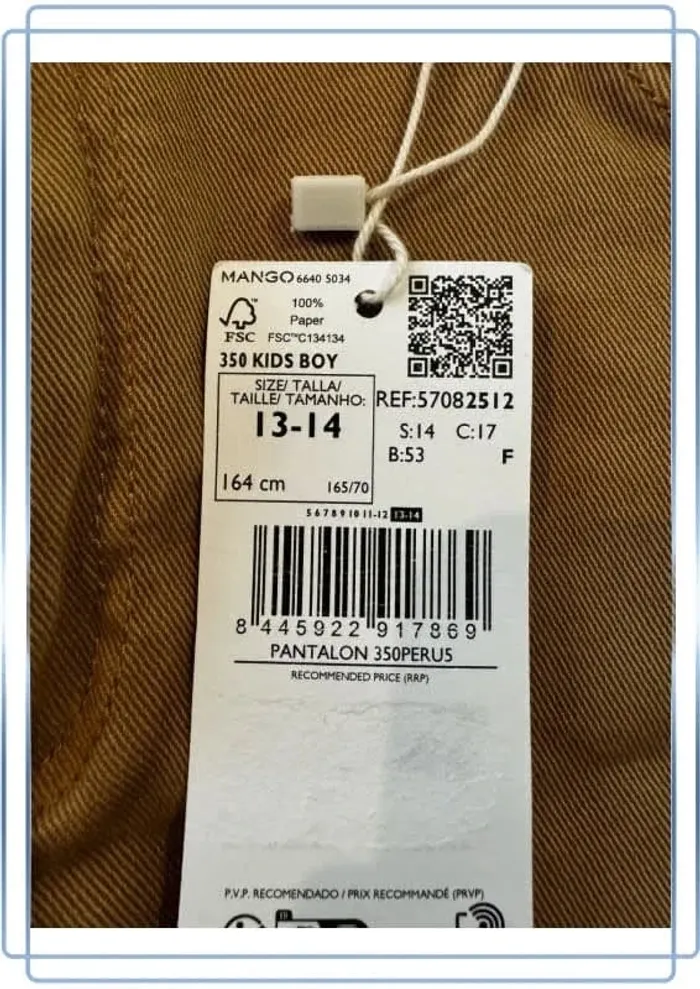 MANGO 6640 5034
100%
Paper
FSC™ FSC™C134134
350 KIDS BOY
SIZE/ TALLA/
TAILLE/ TAMANHO:
13-14
164 cm 165/70
REF:57082512
S:14 C:17
B:53 F
5 6 7 8 9 10 11-12 13-14
8 445922 917869
PANTALON 350PERU5
RECOMMENDED PRICE (RRP)
P.V.P. RECOMENDADO / PRIX RECOMMANDÉ (PRVP)
FR